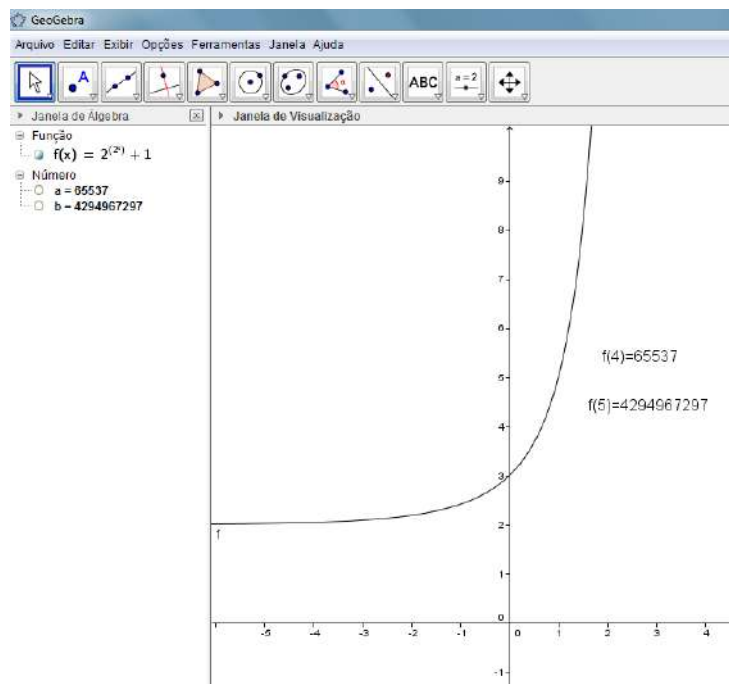 GeoGebra
Arquivo Editar Exibir Opções Ferramentas Janela Ajuda
A
ABC
a = 2
Janela de Álgebra
Janela de Visualização
Função
f(x) = 2^(2^x) + 1
Número
a = 65537
b = 4294967297
9
8
7
6
f(4)=65537
5
f(5)=4294967297
4
3
2
f
1
0
-5 -4 -3 -2 -1 0 1 2 3 4
-1